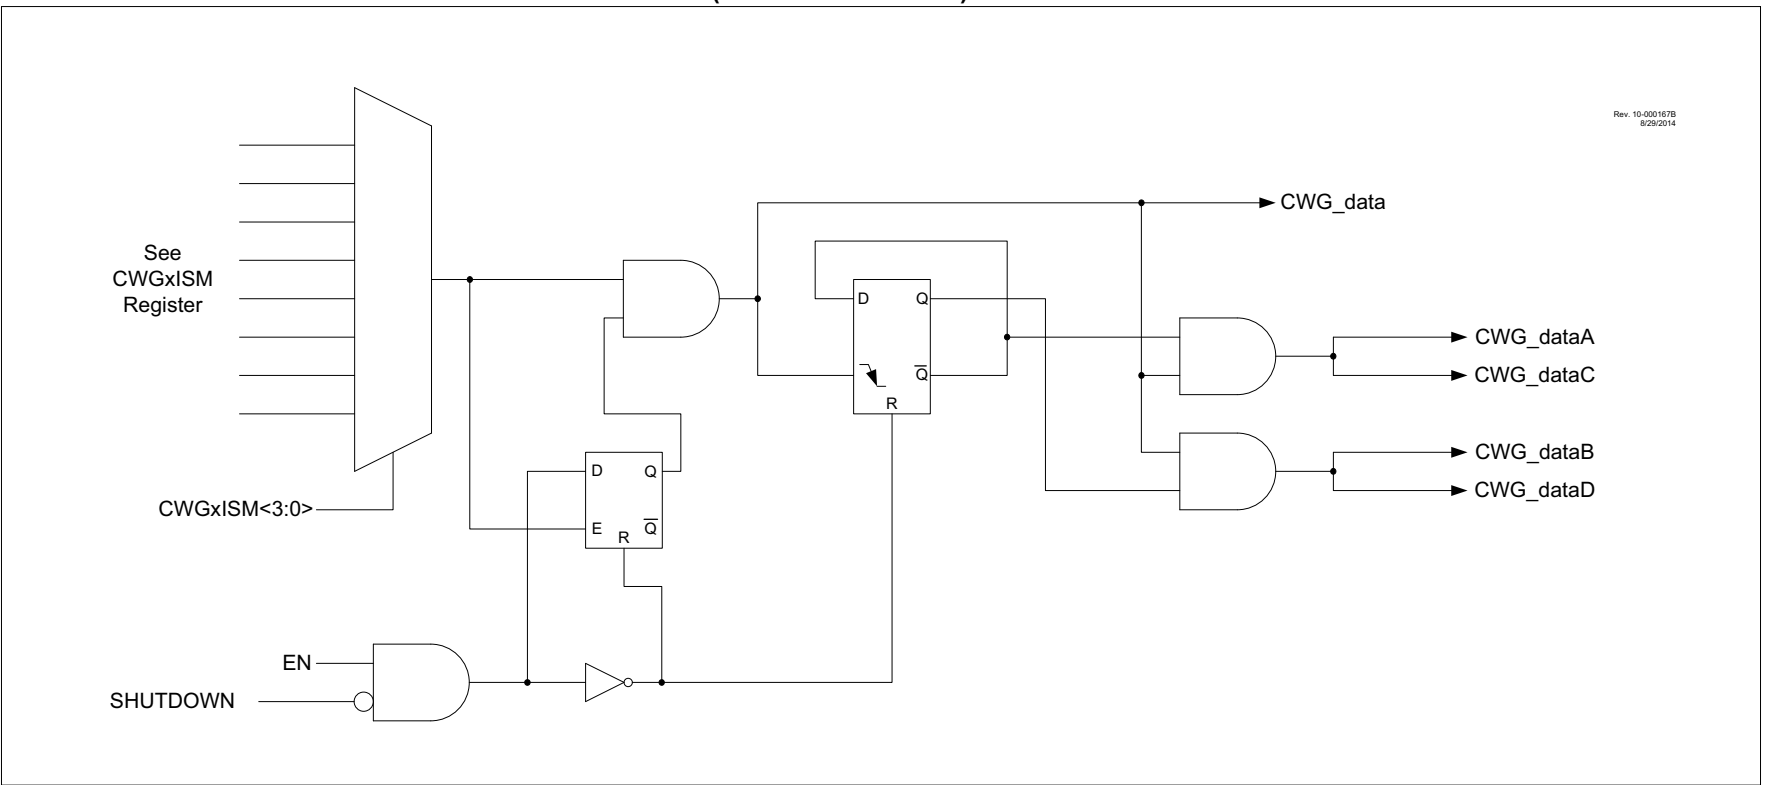 Rev. 10-000167B
8/29/2014
CWG_data
See
CWGxISM
Register
D
Q
Q
R
CWG_dataA
CWG_dataC
CWG_dataB
CWG_dataD
D
Q
E
Q
R
CWGxISM<3:0>
EN
SHUTDOWN